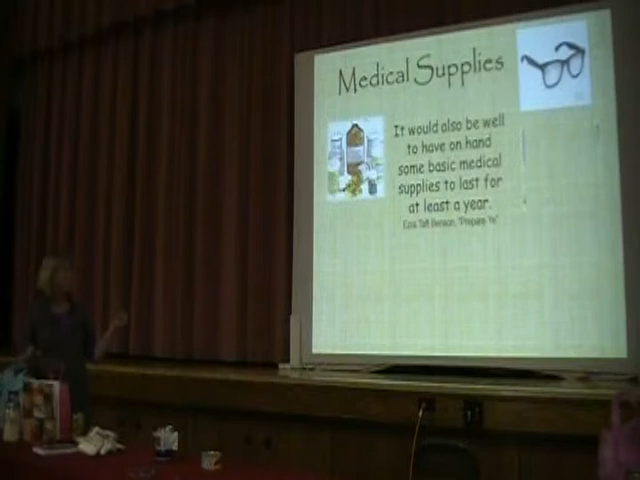 Medical Supplies
It would also be well
to have on hand
some basic medical
supplies to last for
at least a year.
Ezra Taft Benson, "Prepare Ye"